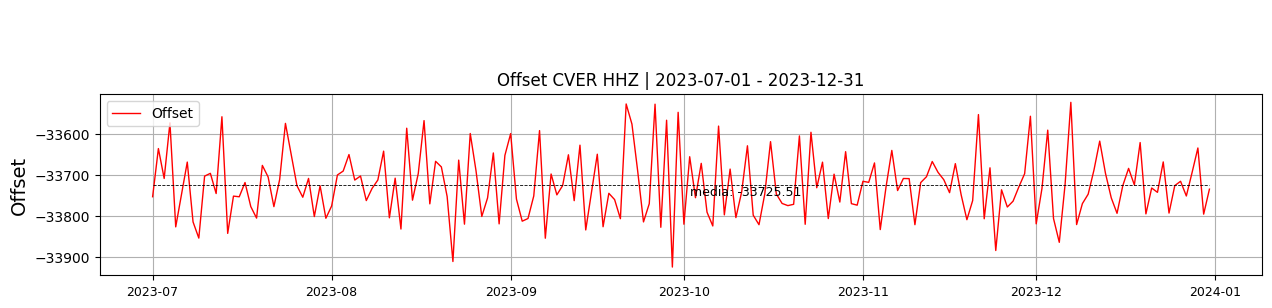 Offset CVER HHZ | 2023-07-01 - 2023-12-31
Offset
Offset
−33600
−33700
−33800
−33900
media: -33725.51
2023-07
2023-08
2023-09
2023-10
2023-11
2023-12
2024-01